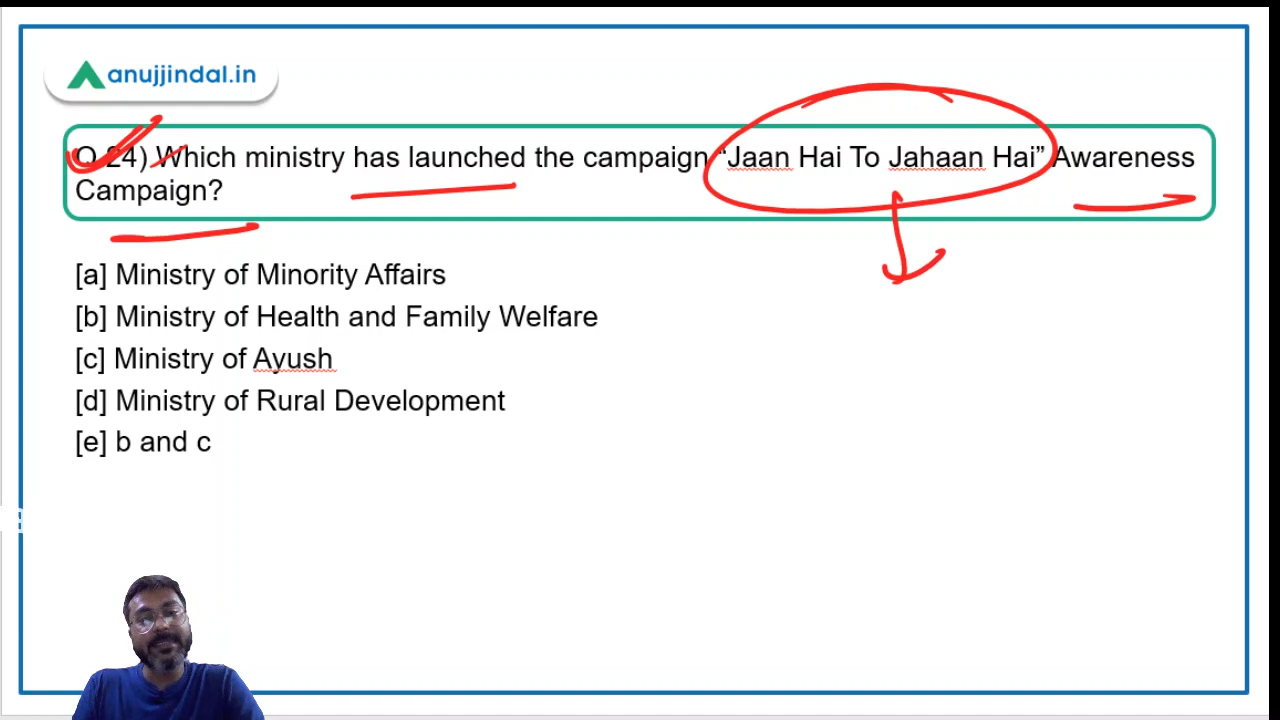 anujjindal.in
Q.24) Which ministry has launched the campaign “Jaan Hai To Jahaan Hai” Awareness
Campaign?
[a] Ministry of Minority Affairs
[b] Ministry of Health and Family Welfare
[c] Ministry of Ayush
[d] Ministry of Rural Development
[e] b and c